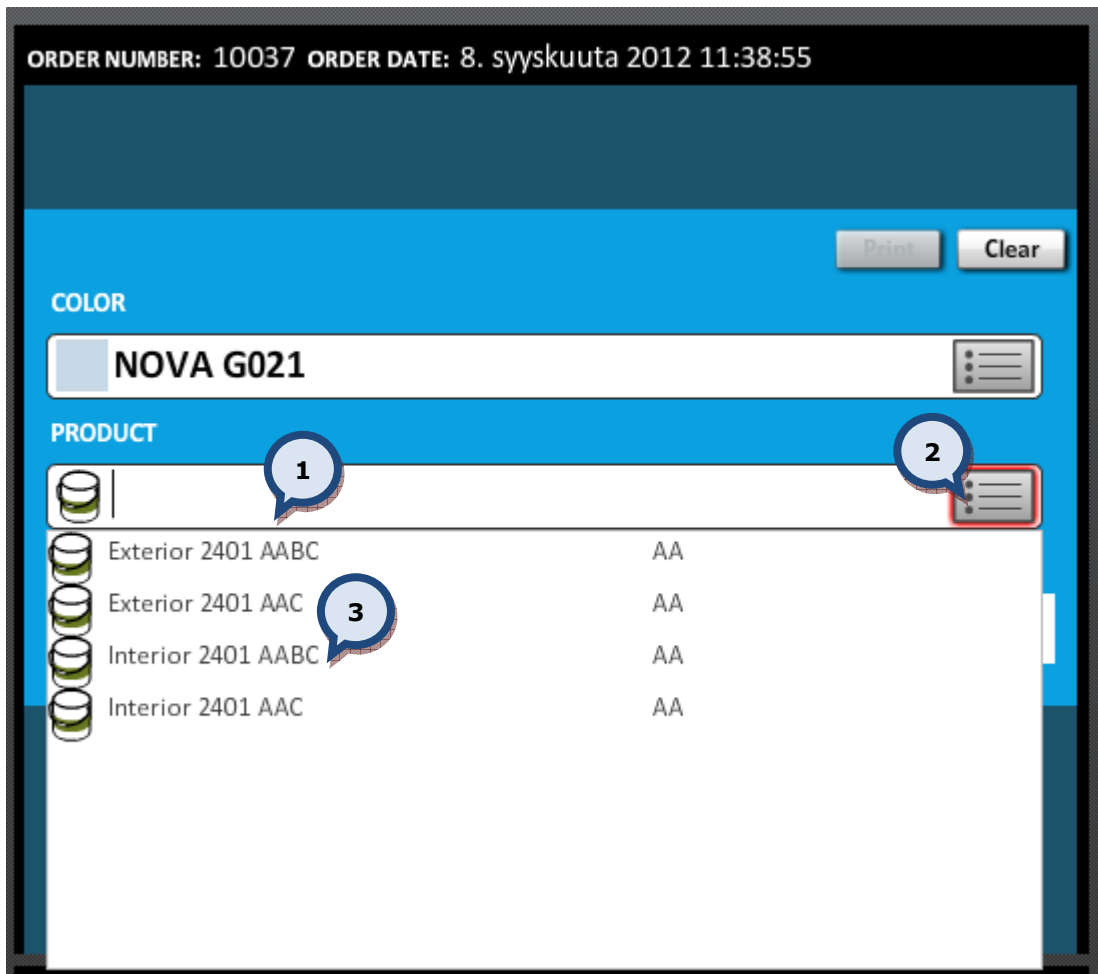 ORDER NUMBER: 10037 ORDER DATE: 8. syyskuuta 2012 11:38:55
Print Clear
COLOR
NOVA G021
PRODUCT
1
2
Exterior 2401 AABC AA
Exterior 2401 AAC AA
3
Interior 2401 AABC AA
Interior 2401 AAC AA